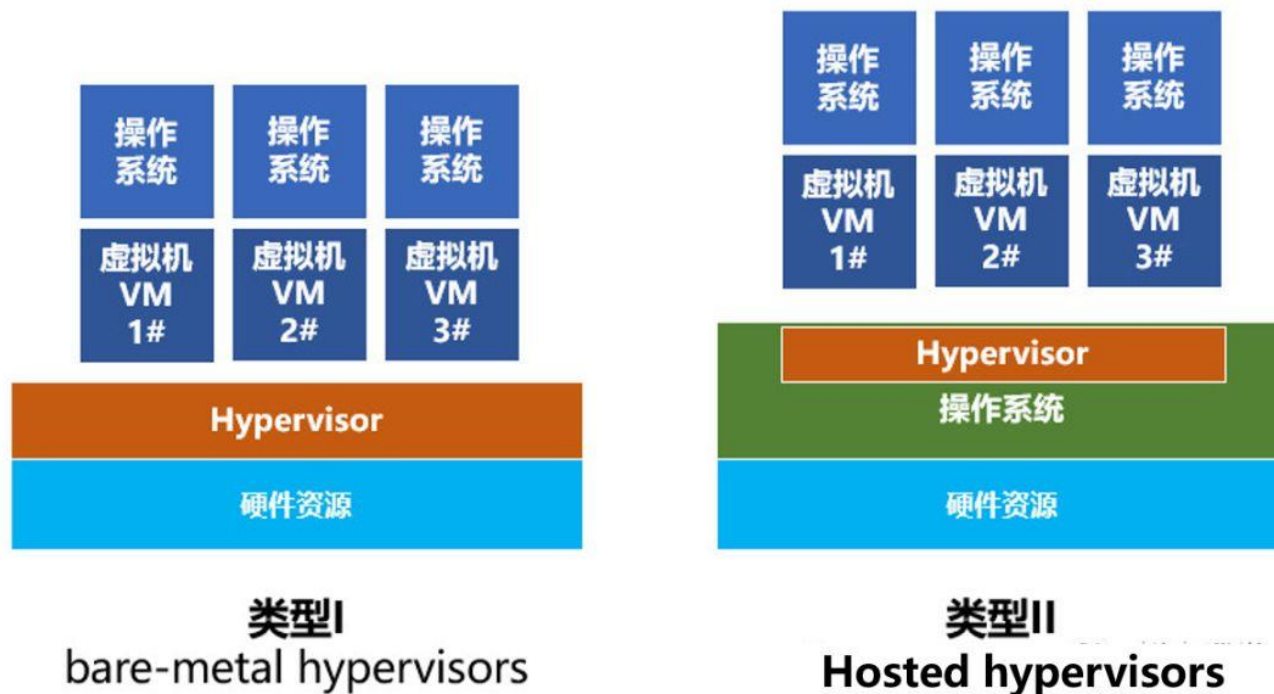 操作
系统
操作
系统
操作
系统
虚拟机
VM
1#
虚拟机
VM
2#
虚拟机
VM
3#
Hypervisor
硬件资源
类型I
bare-metal hypervisors
操作
系统
操作
系统
操作
系统
虚拟机
VM
1#
虚拟机
VM
2#
虚拟机
VM
3#
Hypervisor
操作系统
硬件资源
类型II
Hosted hypervisors